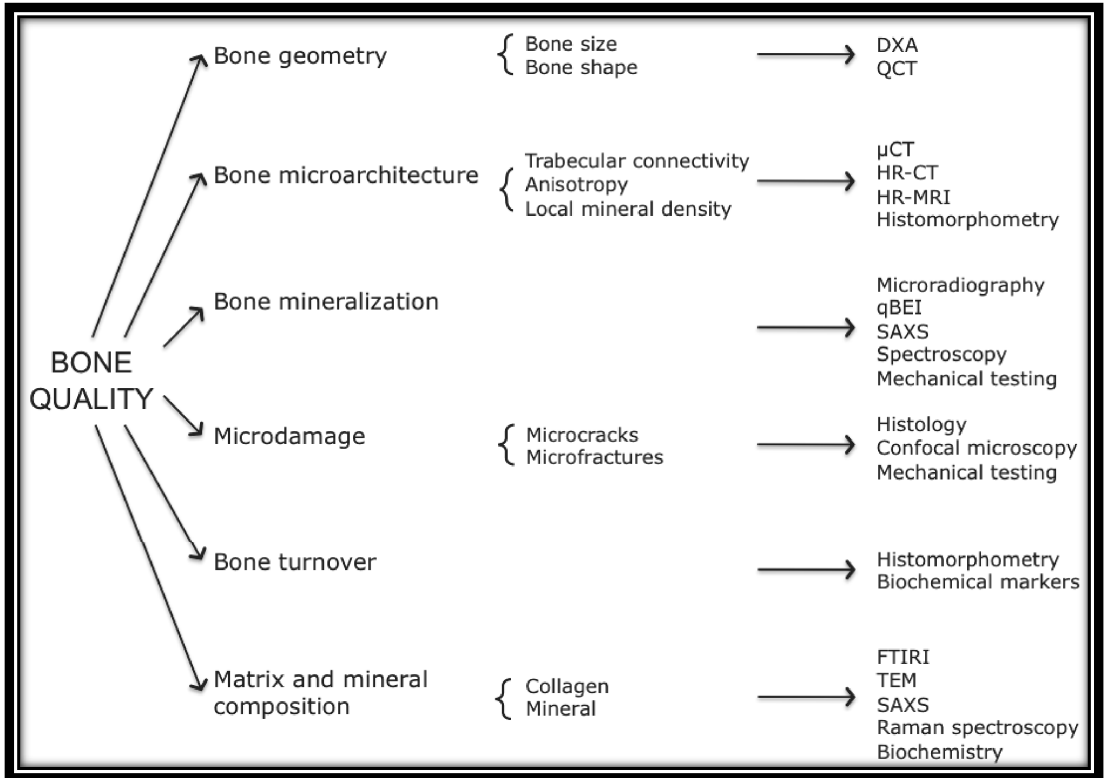 BONE
QUALITY
Bone geometry
Bone size
Bone shape
DXA
QCT
Bone microarchitecture
Trabecular connectivity
Anisotropy
Local mineral density
µCT
HR-CT
HR-MRI
Histomorphometry
Bone mineralization
Microradiography
qBEI
SAXS
Spectroscopy
Mechanical testing
Microdamage
Microcracks
Microfractures
Histology
Confocal microscopy
Mechanical testing
Bone turnover
Histomorphometry
Biochemical markers
Matrix and mineral
composition
Collagen
Mineral
FTIRI
TEM
SAXS
Raman spectroscopy
Biochemistry